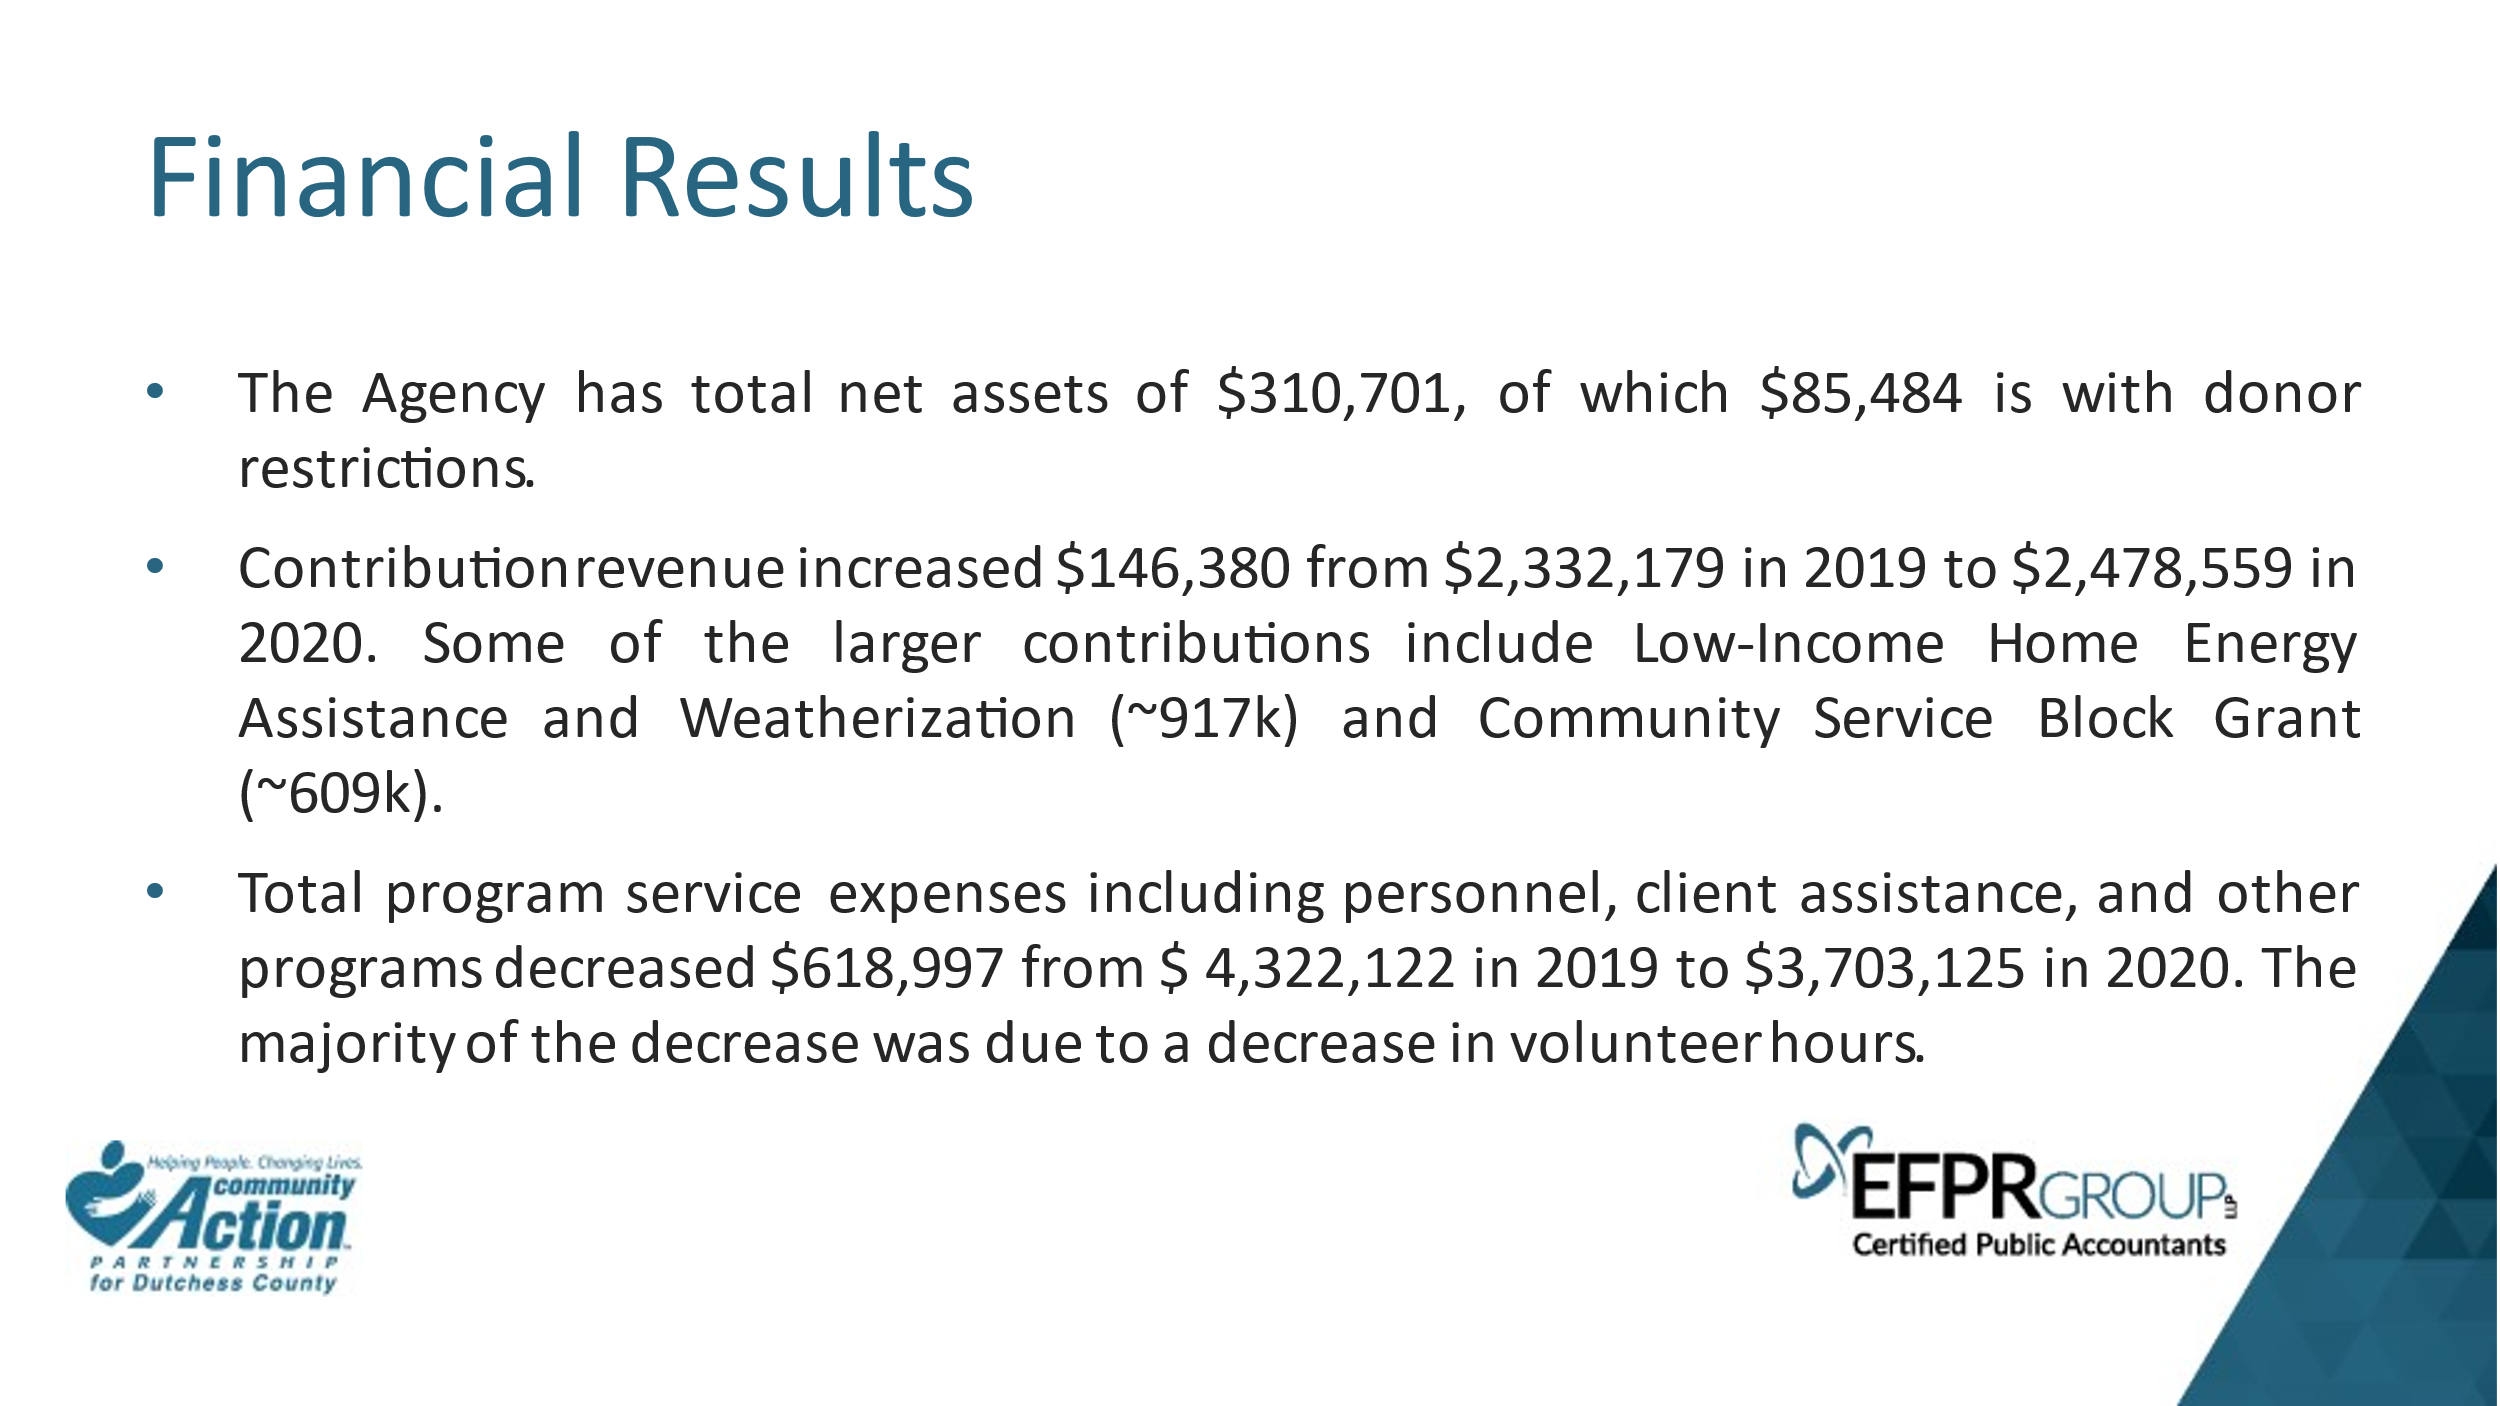 Financial Results
• The Agency has total net assets of $310,701, of which $85,484 is with donor
restrictions.
• Contribution revenue increased $146,380 from $2,332,179 in 2019 to $2,478,559 in
2020. Some of the larger contributions include Low-Income Home Energy
Assistance and Weatherization (~917k) and Community Service Block Grant
(~609k).
• Total program service expenses including personnel, client assistance, and other
programs decreased $618,997 from $ 4,322,122 in 2019 to $3,703,125 in 2020. The
majority of the decrease was due to a decrease in volunteer hours.
Helping People. Changing Lives.
community
Action
PARTNERSHIP
for Dutchess County
EFPRGROUP LLP
Certified Public Accountants